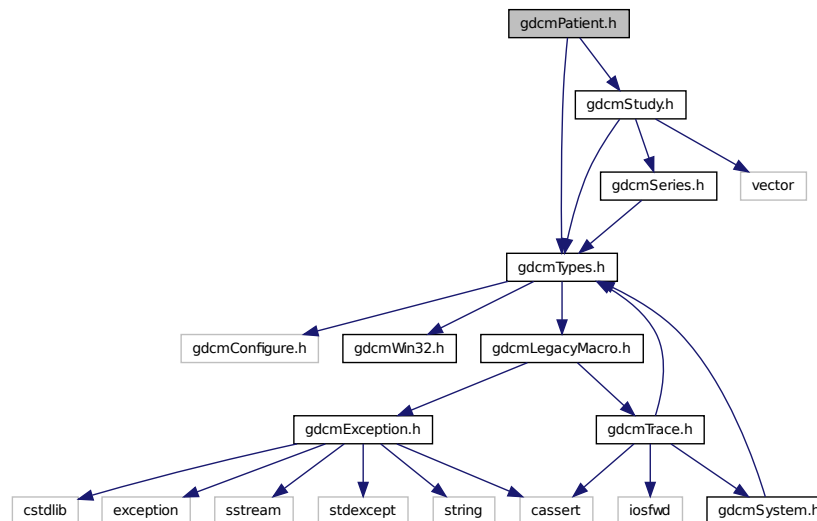 gdcmPatient.h
gdcmStudy.h
gdcmSeries.h
vector
gdcmTypes.h
gdcmConfigure.h
gdcmWin32.h
gdcmLegacyMacro.h
gdcmException.h
gdcmTrace.h
cstdlib
exception
sstream
stdexcept
string
cassert
iosfwd
gdcmSystem.h